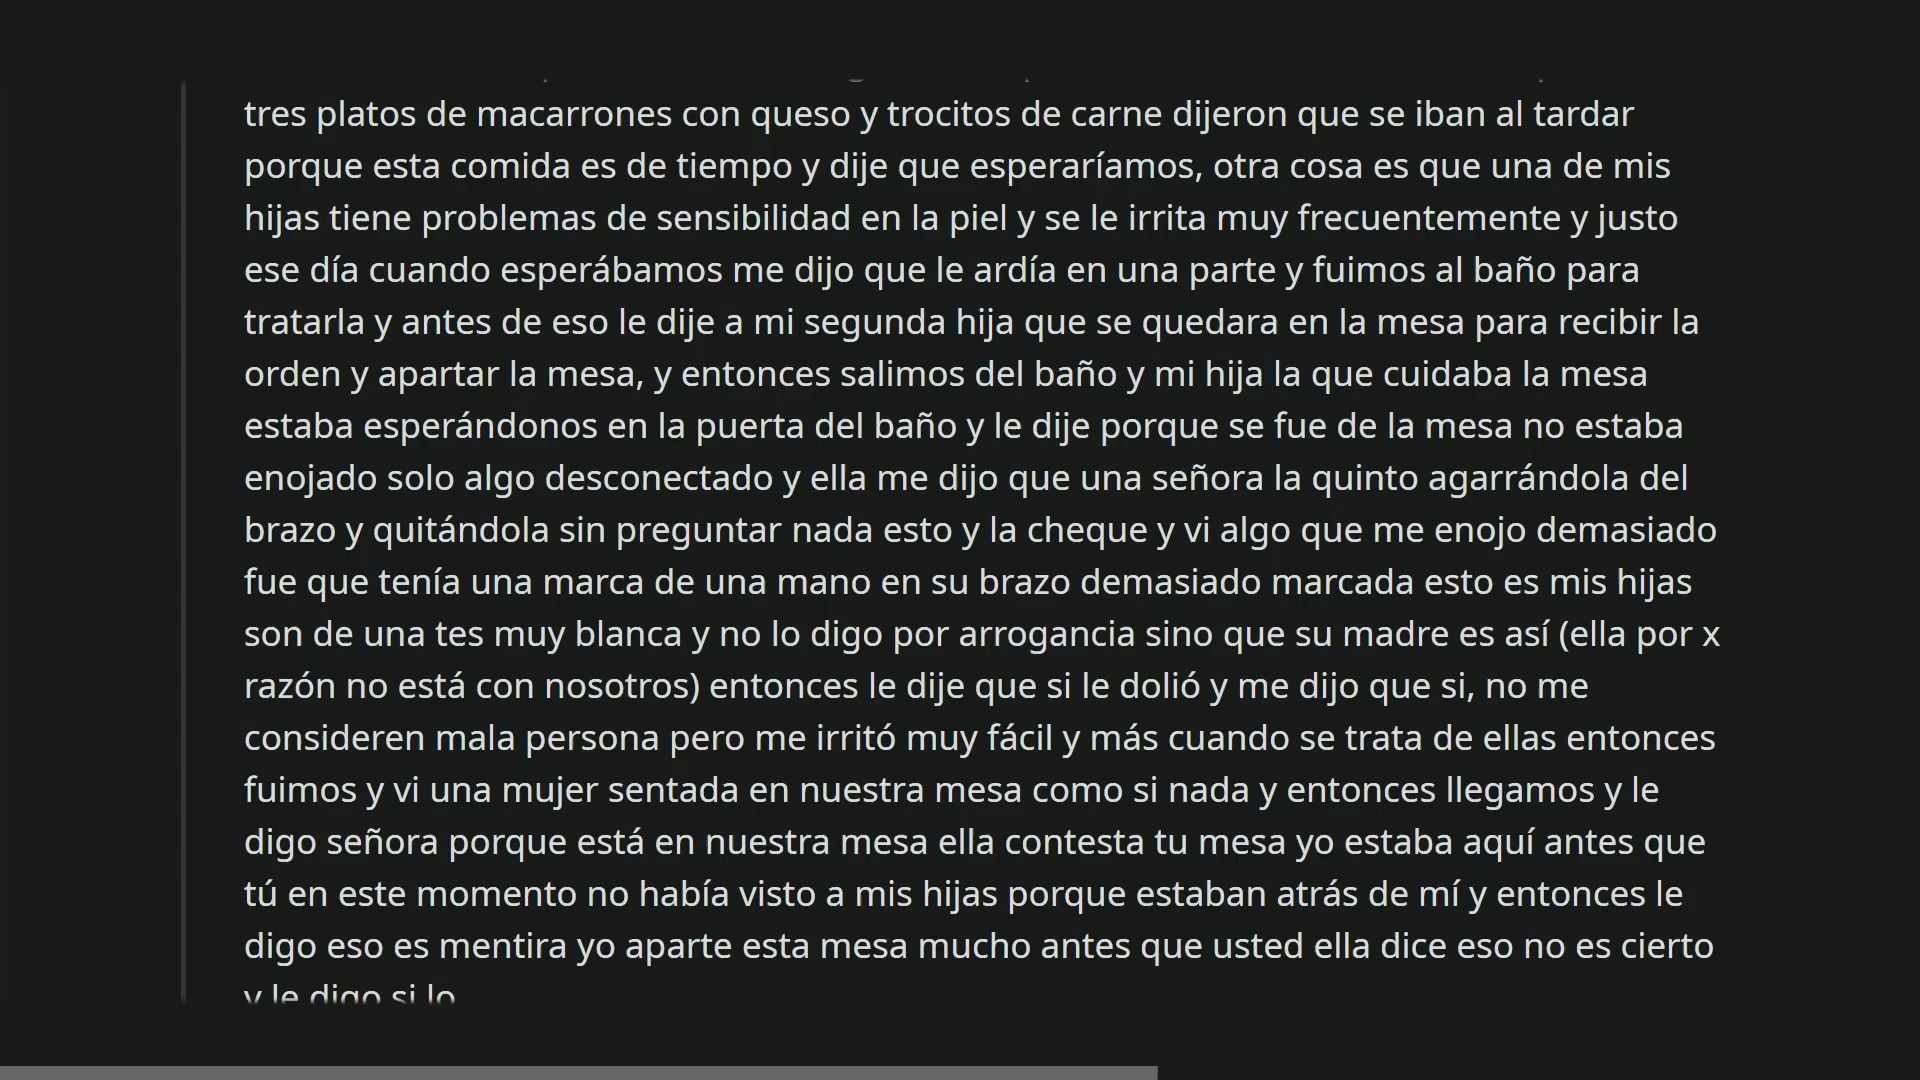 tres platos de macarrones con queso y trocitos de carne dijeron que se iban al tardar
porque esta comida es de tiempo y dije que esperaríamos, otra cosa es que una de mis
hijas tiene problemas de sensibilidad en la piel y se le irrita muy frecuentemente y justo
ese día cuando esperábamos me dijo que le ardía en una parte y fuimos al baño para
tratarla y antes de eso le dije a mi segunda hija que se quedara en la mesa para recibir la
orden y apartar la mesa, y entonces salimos del baño y mi hija la que cuidaba la mesa
estaba esperándonos en la puerta del baño y le dije porque se fue de la mesa no estaba
enojado solo algo desconectado y ella me dijo que una señora la quinto agarrándola del
brazo y quitándola sin preguntar nada esto y la cheque y vi algo que me enojo demasiado
fue que tenía una marca de una mano en su brazo demasiado marcada esto es mis hijas
son de una tes muy blanca y no lo digo por arrogancia sino que su madre es así (ella por x
razón no está con nosotros) entonces le dije que si le dolió y me dijo que si, no me
consideren mala persona pero me irritó muy fácil y más cuando se trata de ellas entonces
fuimos y vi una mujer sentada en nuestra mesa como si nada y entonces llegamos y le
digo señora porque está en nuestra mesa ella contesta tu mesa yo estaba aquí antes que
tú en este momento no había visto a mis hijas porque estaban atrás de mí y entonces le
digo eso es mentira yo aparte esta mesa mucho antes que usted ella dice eso no es cierto
y le digo si lo